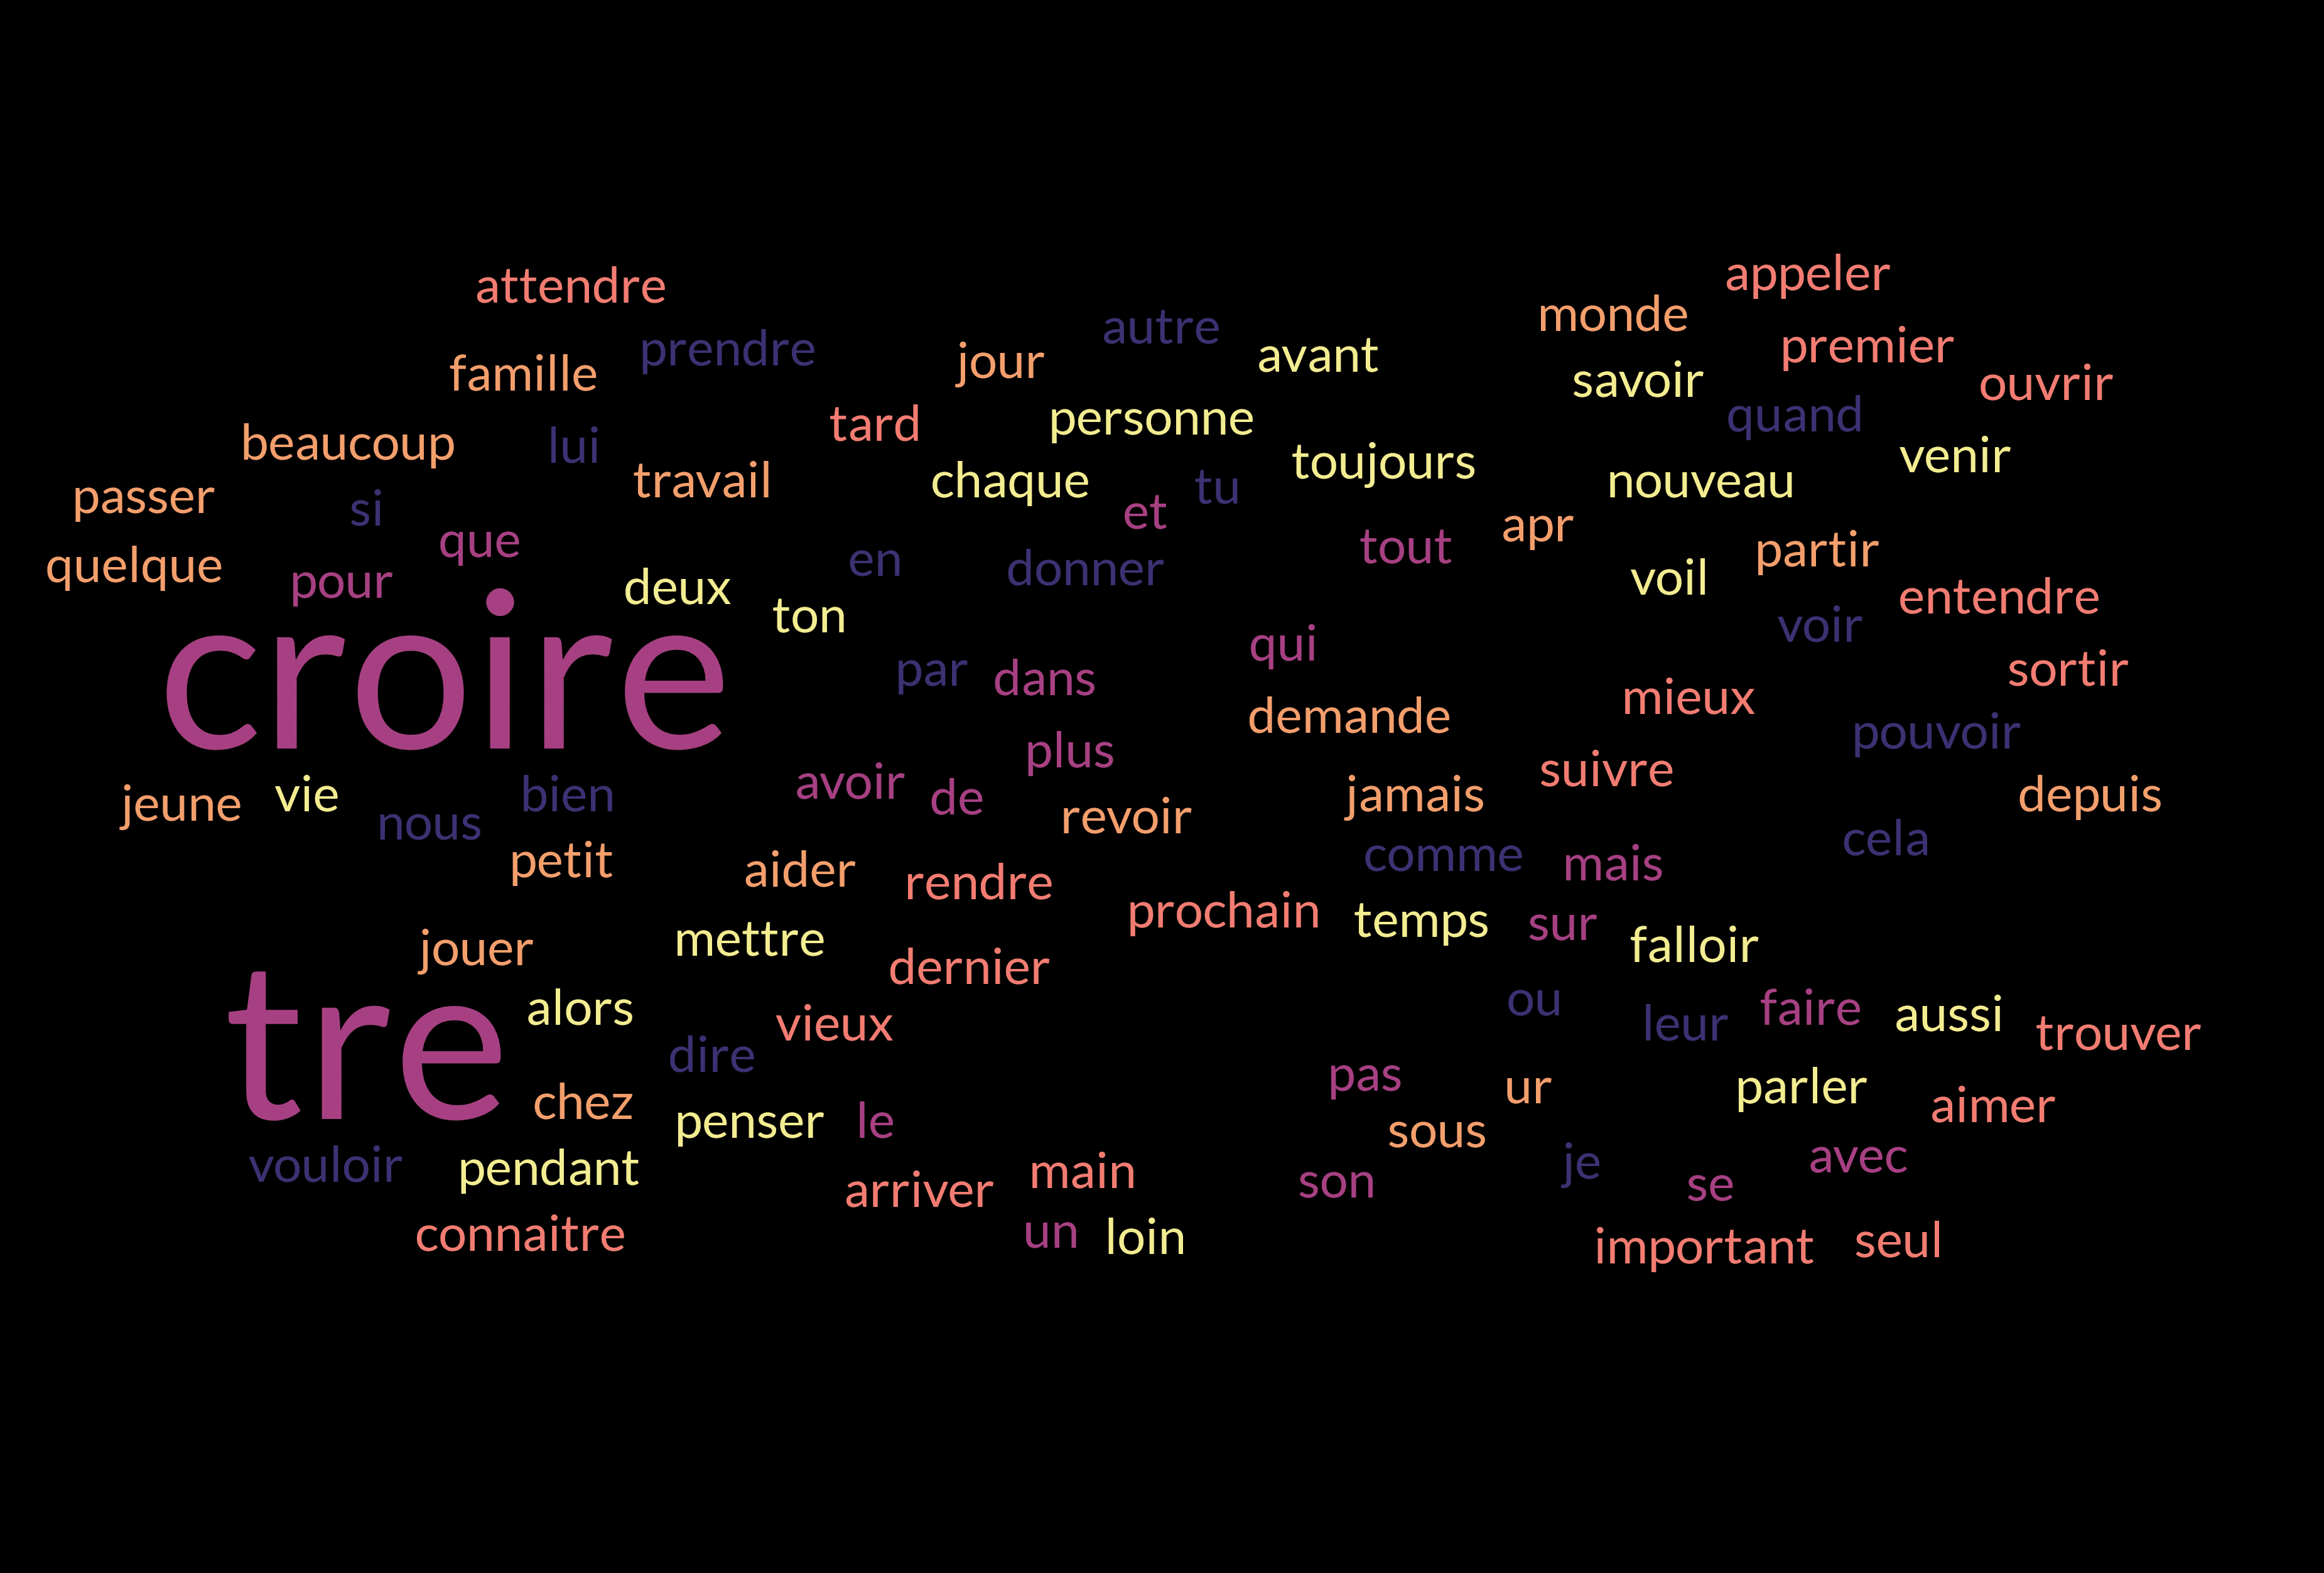 appeler
attendre
monde
autre
prendre
premier
avant
jour
famille
savoir
ouvrir
quand
personne
tard
beaucoup
lui
venir
toujours
travail
chaque
nouveau
tu
passer
si
et
apr
que
tout
partir
en
quelque
donner
voil
pour
deux
entendre
ton
voir
qui
croire
par
sortir
dans
mieux
demande
pouvoir
plus
suivre
avoir
vie
bien
jamais
depuis
de
jeune
revoir
nous
cela
comme
petit
mais
aider
rendre
prochain
temps
sur
mettre
falloir
jouer
dernier
ou
tre
alors
faire
aussi
leur
vieux
trouver
dire
pas
ur
parler
chez
aimer
penser
le
sous
avec
je
vouloir
pendant
main
son
se
arriver
un
connaitre
loin
seul
important